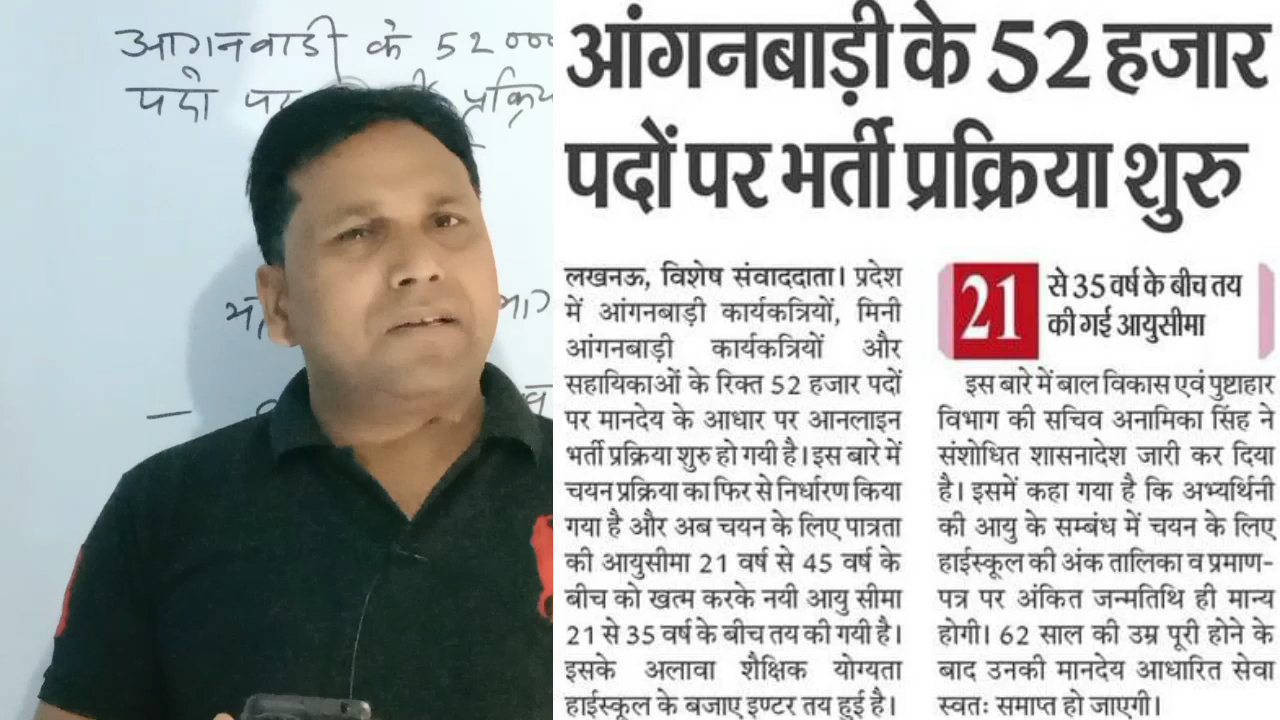 आगनवाडी के 52000
पदो पर प्रक्रिय
आंगनबाड़ी के 52 हजार
पदों पर भर्ती प्रक्रिया शुरु
लखनऊ, विशेष संवाददाता। प्रदेश
में आंगनबाड़ी कार्यकत्रियों, मिनी
आंगनबाड़ी कार्यकत्रियों और
सहायिकाओं के रिक्त 52 हजार पदों
पर मानदेय के आधार पर आनलाइन
भर्ती प्रक्रिया शुरु हो गयी है। इस बारे में
चयन प्रक्रिया का फिर से निर्धारण किया
गया है और अब चयन के लिए पात्रता
की आयुसीमा 21 वर्ष से 45 वर्ष के
बीच को खत्म करके नयी आयु सीमा
21 से 35 वर्ष के बीच तय की गयी है।
इसके अलावा शैक्षिक योग्यता
हाईस्कूल के बजाए इण्टर तय हुई है।
21 से 35 वर्ष के बीच तय
की गई आयुसीमा
इस बारे में बाल विकास एवं पुष्टाहार
विभाग की सचिव अनामिका सिंह ने
संशोधित शासनादेश जारी कर दिया
है। इसमें कहा गया है कि अभ्यर्थिनी
की आयु के सम्बंध में चयन के लिए
हाईस्कूल की अंक तालिका व प्रमाण-
पत्र पर अंकित जन्मतिथि ही मान्य
होगी। 62 साल की उम्र पूरी होने के
बाद उनकी मानदेय आधारित सेवा
स्वतः समाप्त हो जाएगी।